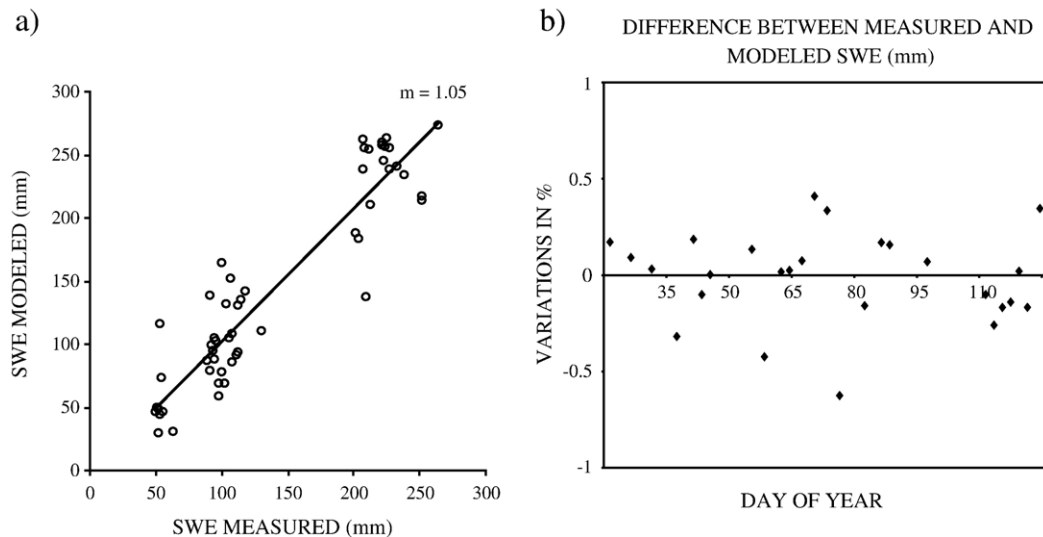 a)
m = 1.05
SWE MODELED (mm)
300
250
200
150
100
50
0
0 50 100 150 200 250 300
SWE MEASURED (mm)
b)
DIFFERENCE BETWEEN MEASURED AND
MODELED SWE (mm)
VARIATIONS IN %
1
0.5
0
-0.5
-1
35 50 65 80 95 110
DAY OF YEAR